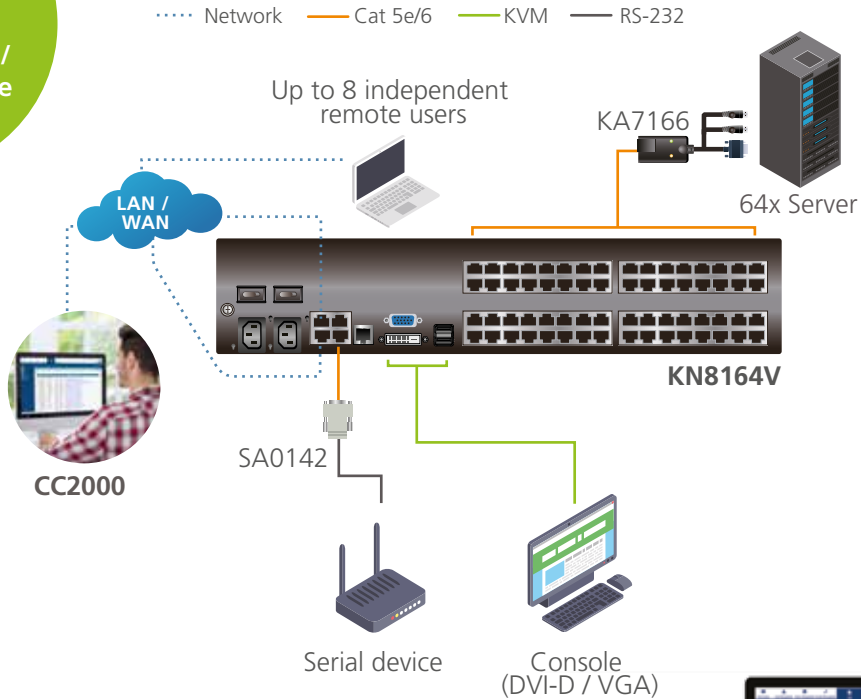 Network
Cat 5e/6
KVM
RS-232
/
e
Up to 8 independent
remote users
KA7166
64x Server
LAN /
WAN
KN8164V
CC2000
SA0142
Serial device
Console
(DVI-D / VGA)